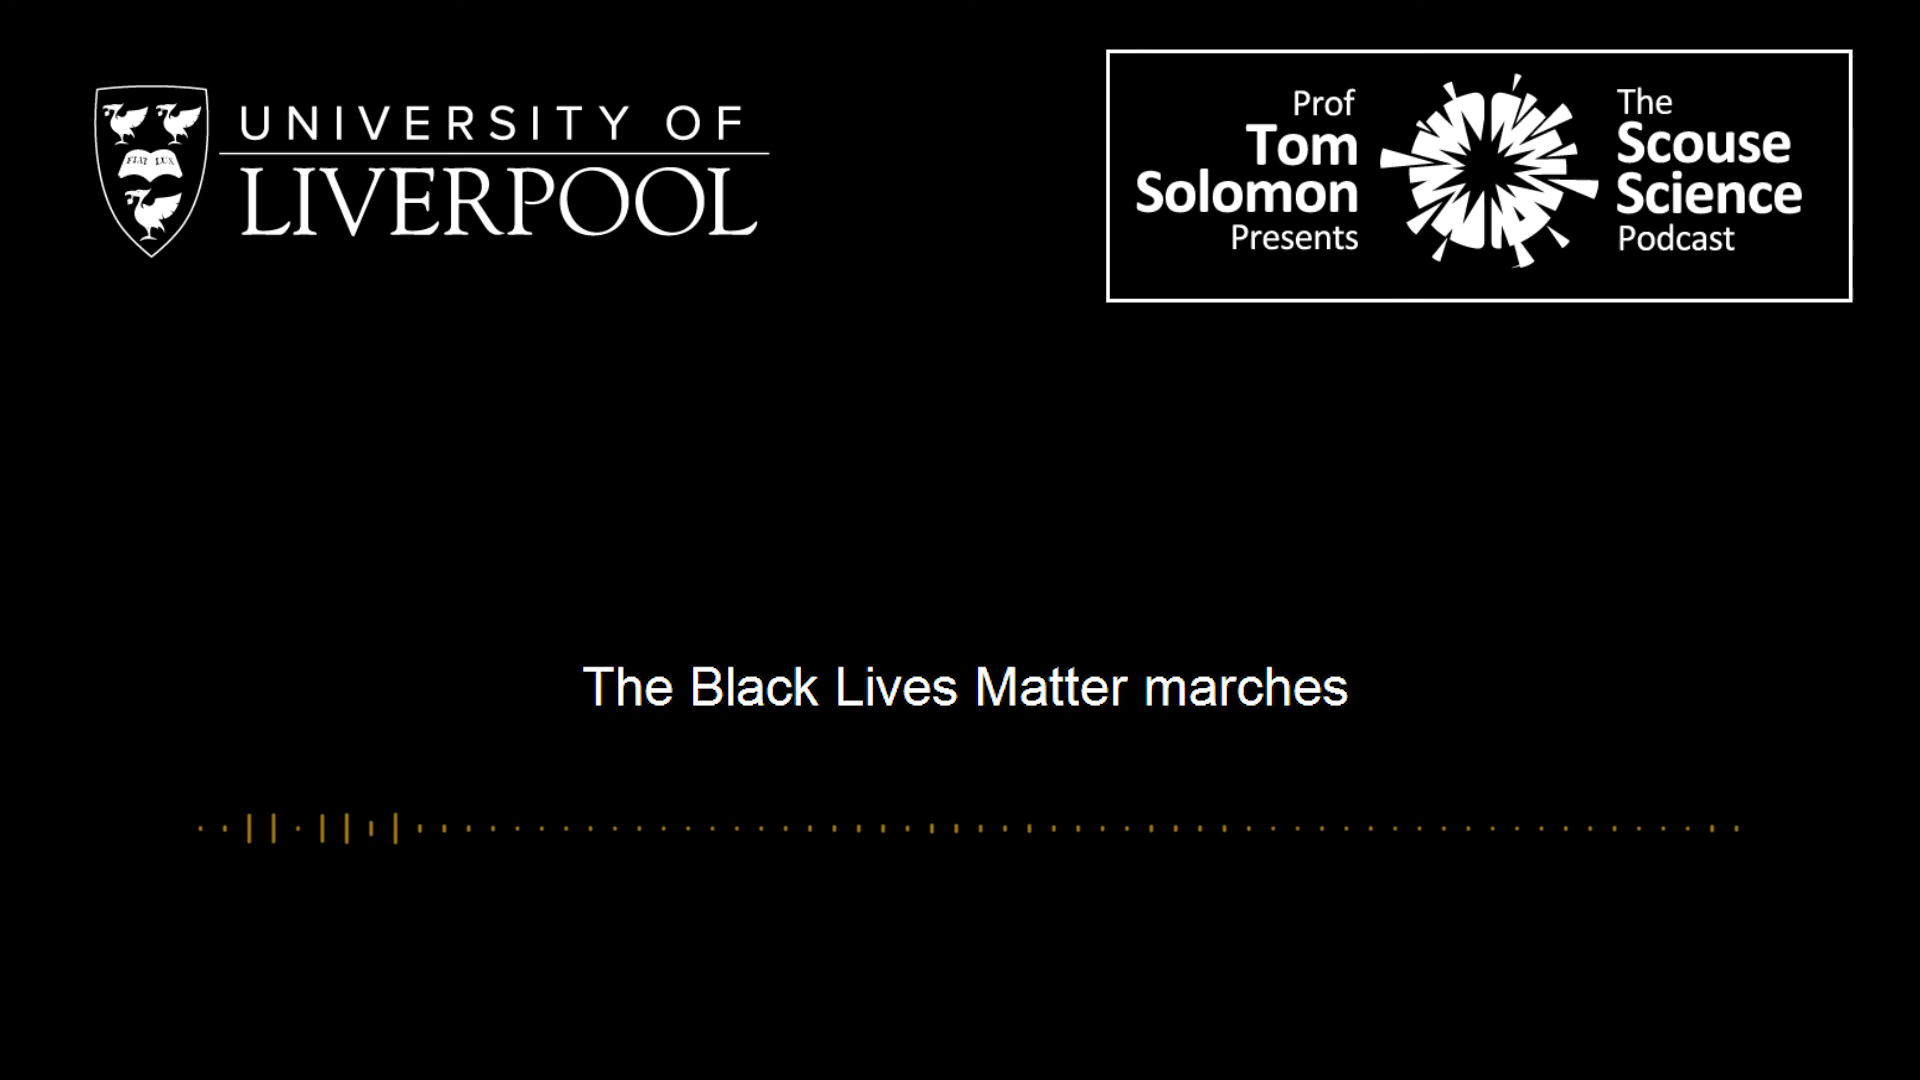 UNIVERSITY OF
LIVERPOOL
FIAT LUX
Prof
Tom
Solomon
Presents
The
Scouse
Science
Podcast
The Black Lives Matter marches